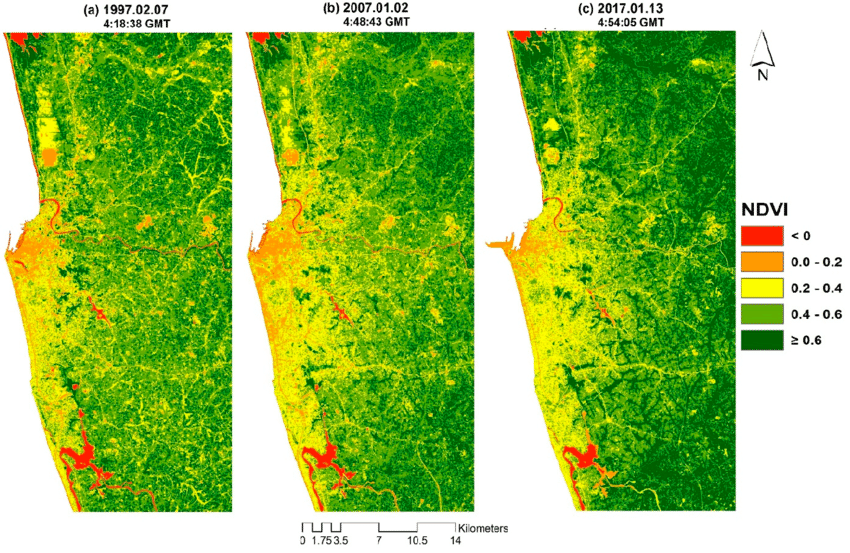 (a) 1997.02.07
4:18:38 GMT
(b) 2007.01.02
4:48:43 GMT
(c) 2017.01.13
4:54:05 GMT
N
NDVI
< 0
0.0 - 0.2
0.2 - 0.4
0.4 - 0.6
≥ 0.6
Kilometers
0 1.75 3.5 7 10.5 14